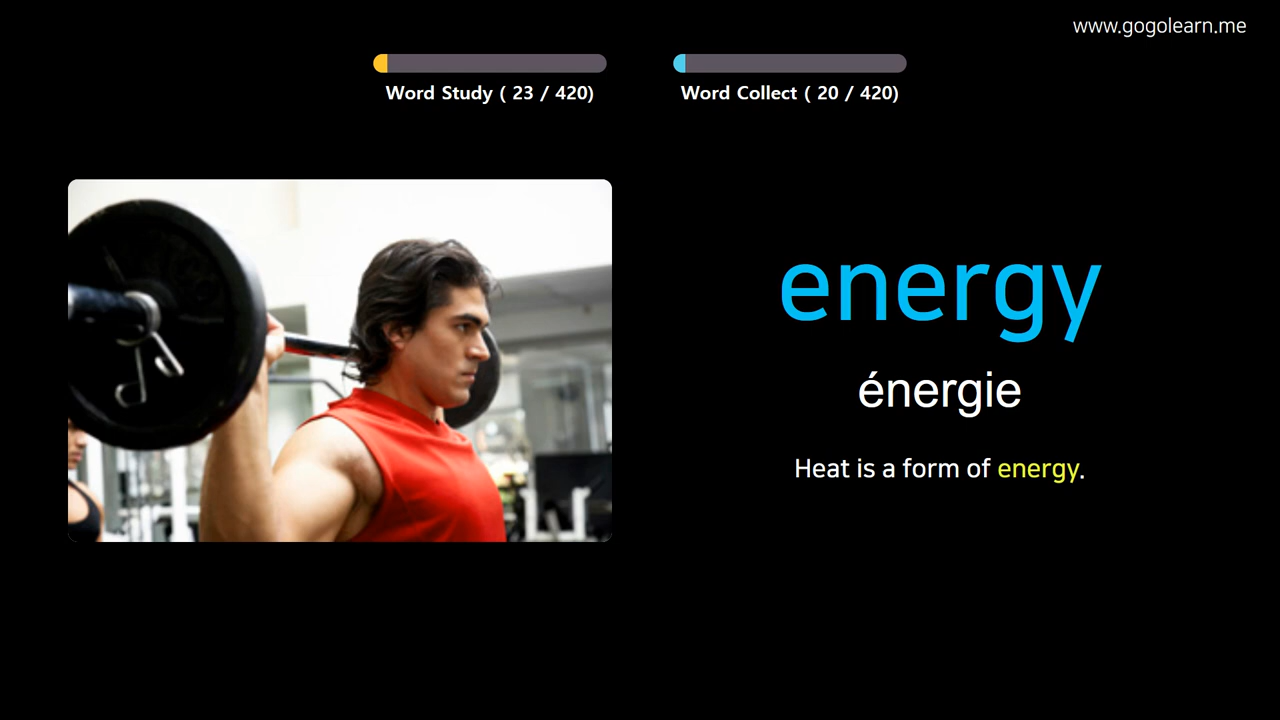 www.gogolearn.me
Word Study ( 23 / 420)
Word Collect ( 20 / 420)
energy
énergie
Heat is a form of energy.